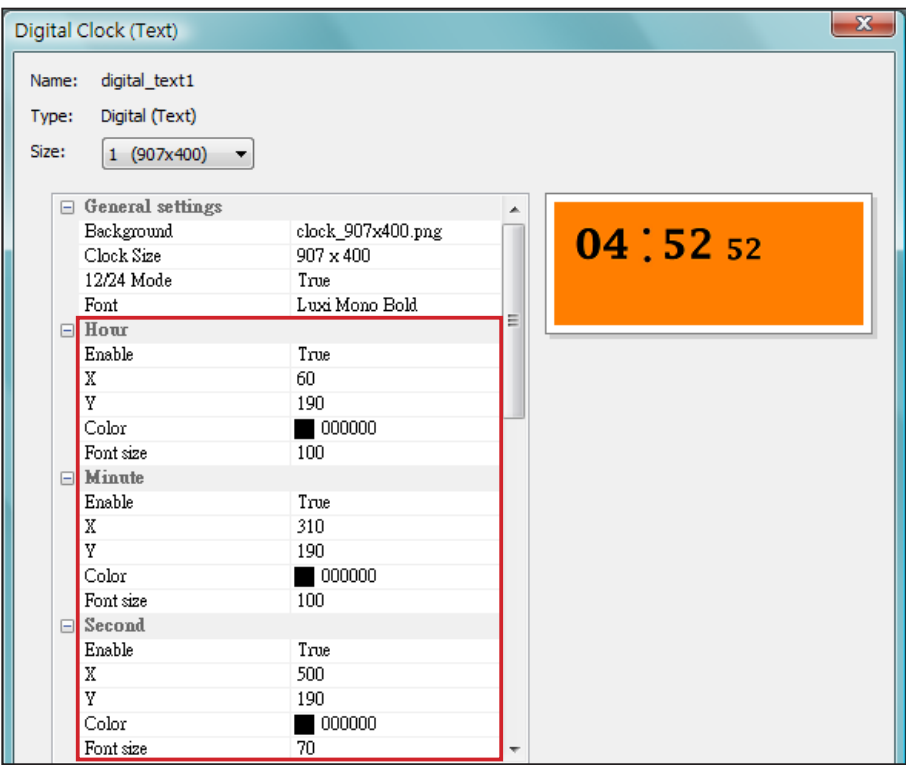 Digital Clock (Text)
Name: digital_text1
Type: Digital (Text)
Size: 1 (907x400)
General settings
Background clock_907x400.png
Clock Size 907 x 400
12/24 Mode True
Font Luxi Mono Bold
Hour
Enable True
X 60
Y 190
Color 000000
Font size 100
Minute
Enable True
X 310
Y 190
Color 000000
Font size 100
Second
Enable True
X 500
Y 190
Color 000000
Font size 70
04 : 52 52